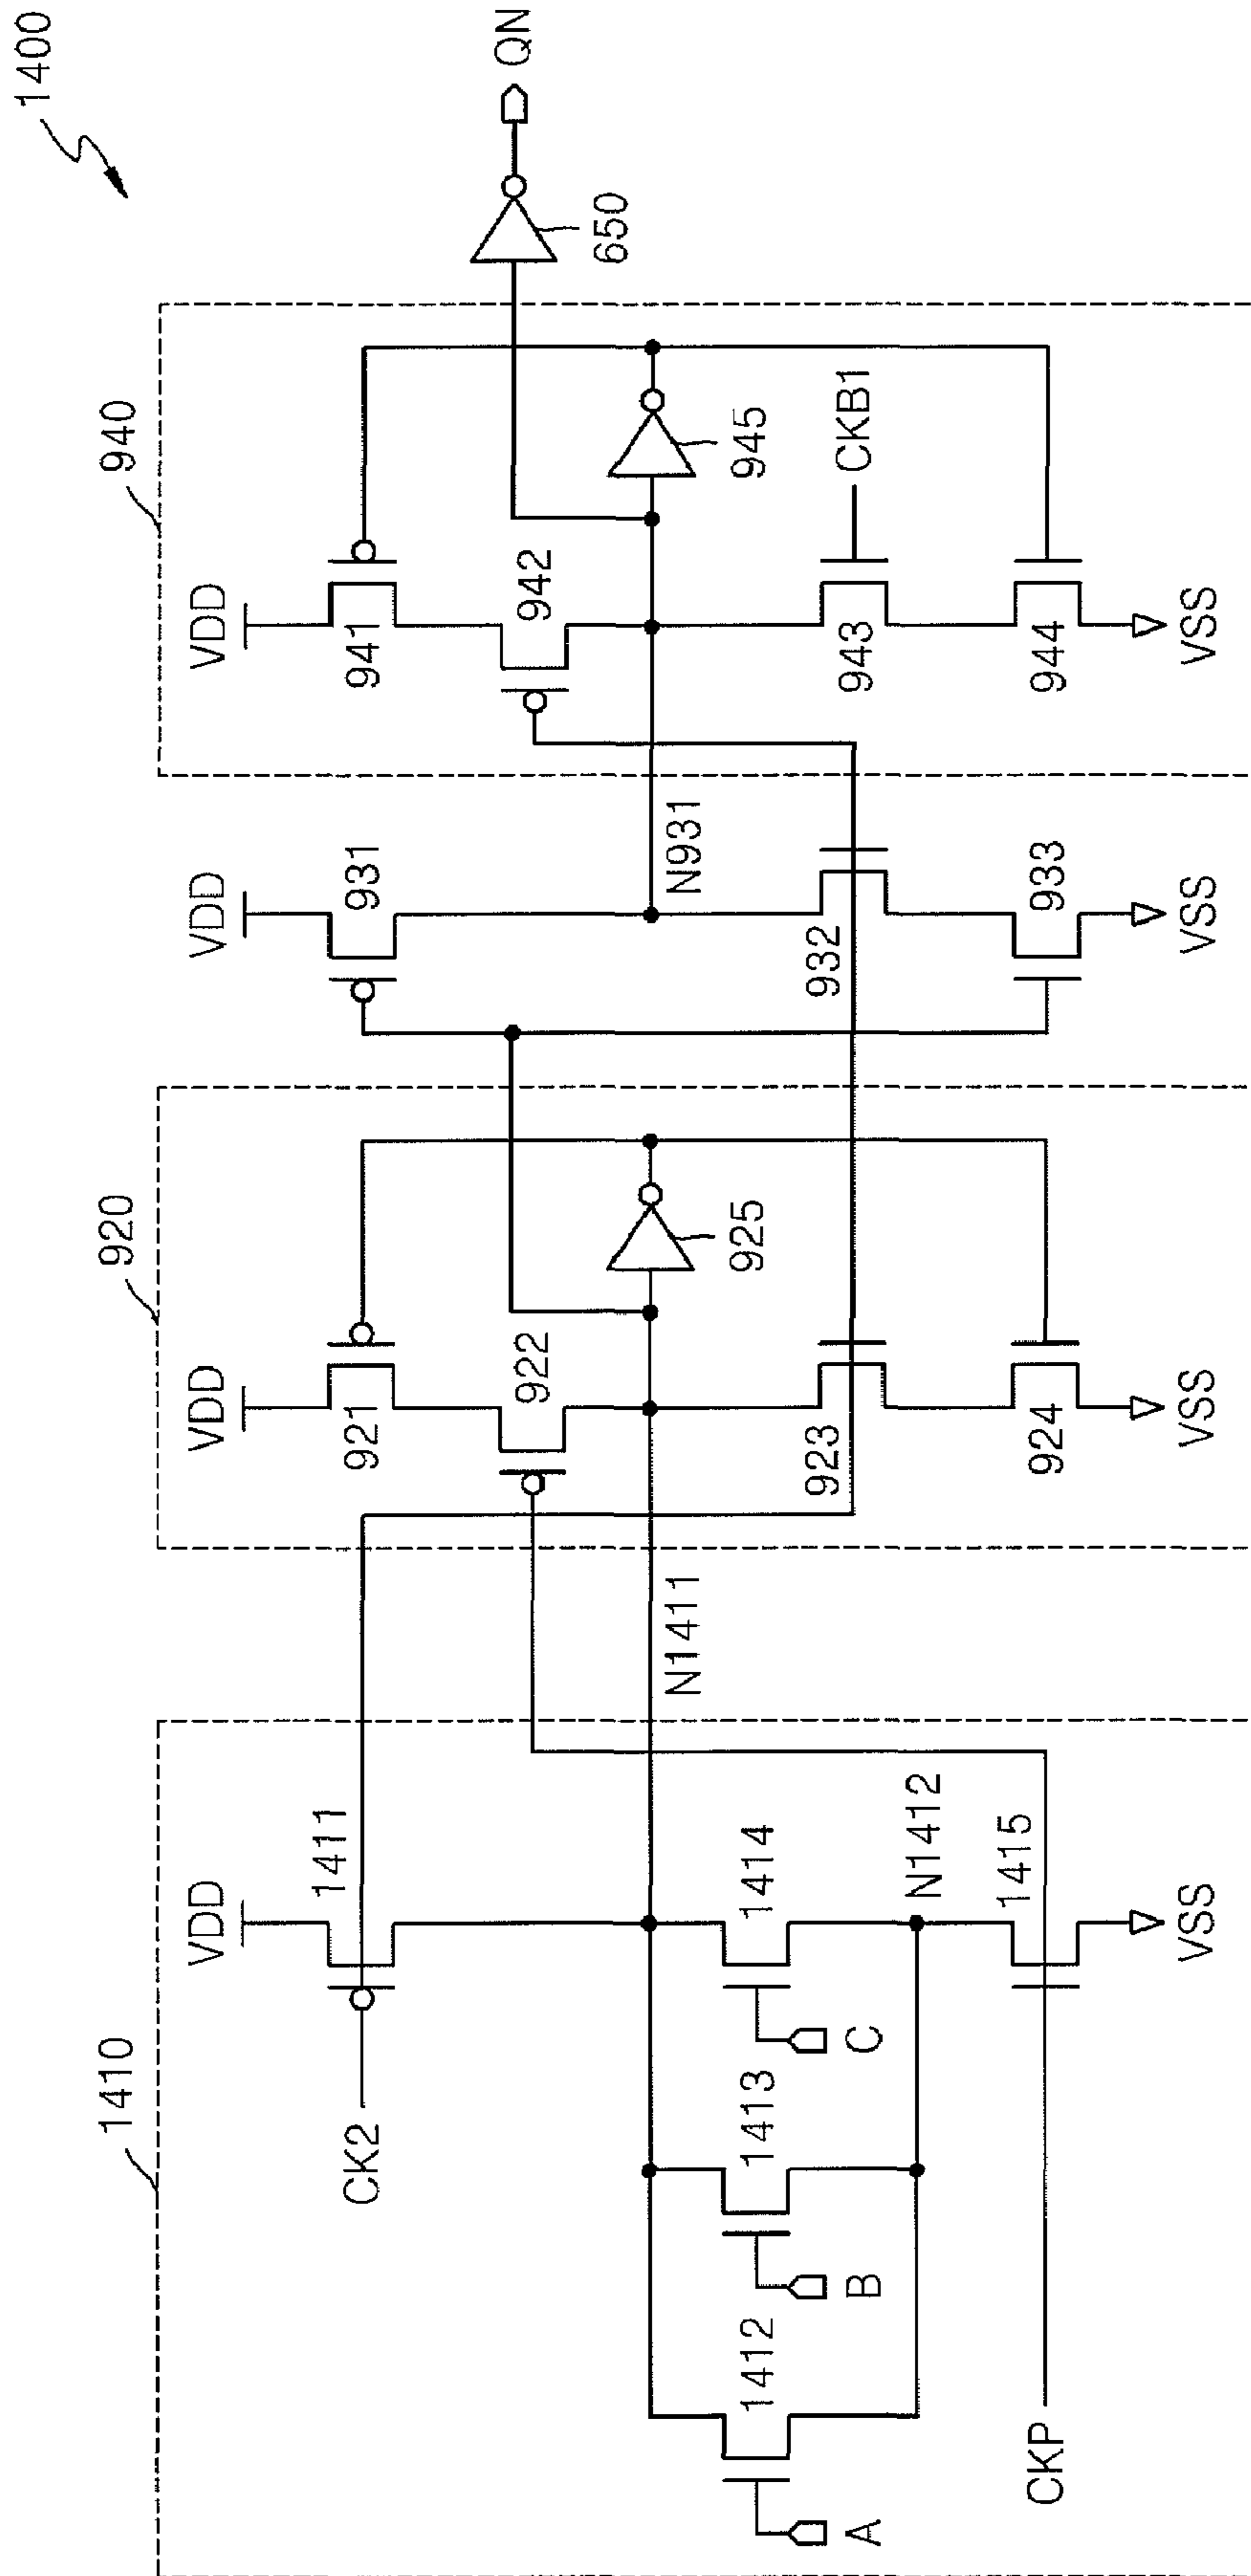 1400
1410
920
940
VDD
VDD
VDD
VDD
1411
921
931
941
CK2
922
942
QN
650
N1411
N931
925
945
1412
1413
1414
A
B
C
N1412
923
932
943
CKB1
CKP
1415
924
933
944
VSS
VSS
VSS
VSS